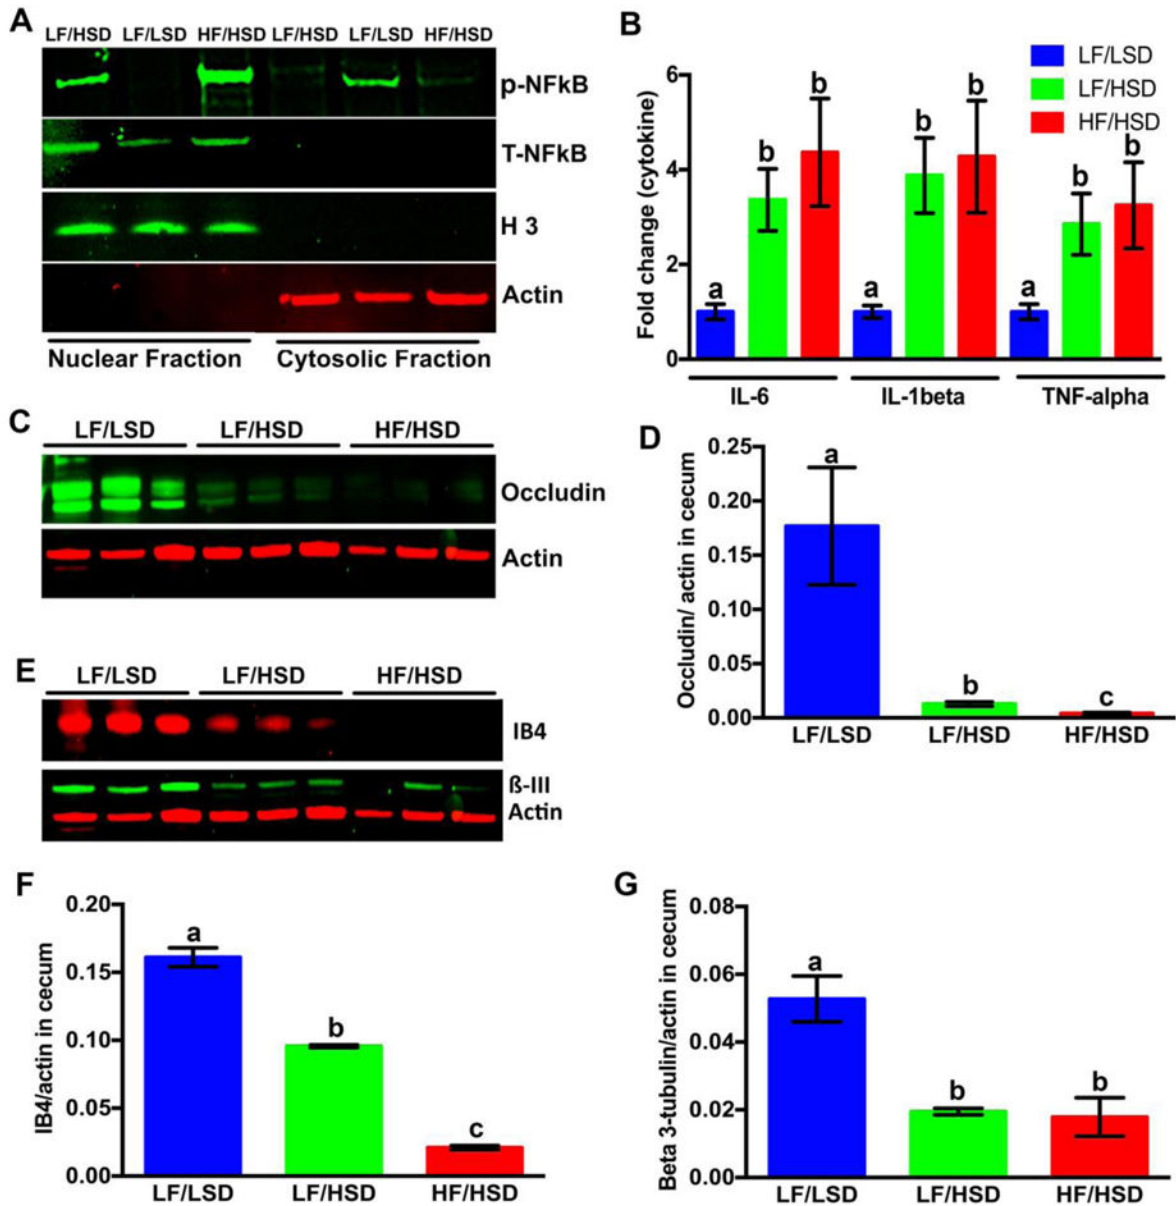 A
LF/HSD LF/LSD HF/HSD LF/HSD LF/LSD HF/HSD
p-NFkB
T-NFkB
H 3
Actin
Nuclear Fraction Cytosolic Fraction
B
LF/LSD
LF/HSD
HF/HSD
Fold change (cytokine)
6
4
2
0
a b b a b b a b b
IL-6 IL-1beta TNF-alpha
C
LF/LSD LF/HSD HF/HSD
Occludin
Actin
D
Occludin/ actin in cecum
0.25
0.20
0.15
0.10
0.05
0.00
a b c
LF/LSD LF/HSD HF/HSD
E
LF/LSD LF/HSD HF/HSD
IB4
ß-III
Actin
F
IB4/actin in cecum
0.20
0.15
0.10
0.05
0.00
a b c
LF/LSD LF/HSD HF/HSD
G
Beta 3-tubulin/actin in cecum
0.08
0.06
0.04
0.02
0.00
a b b
LF/LSD LF/HSD HF/HSD